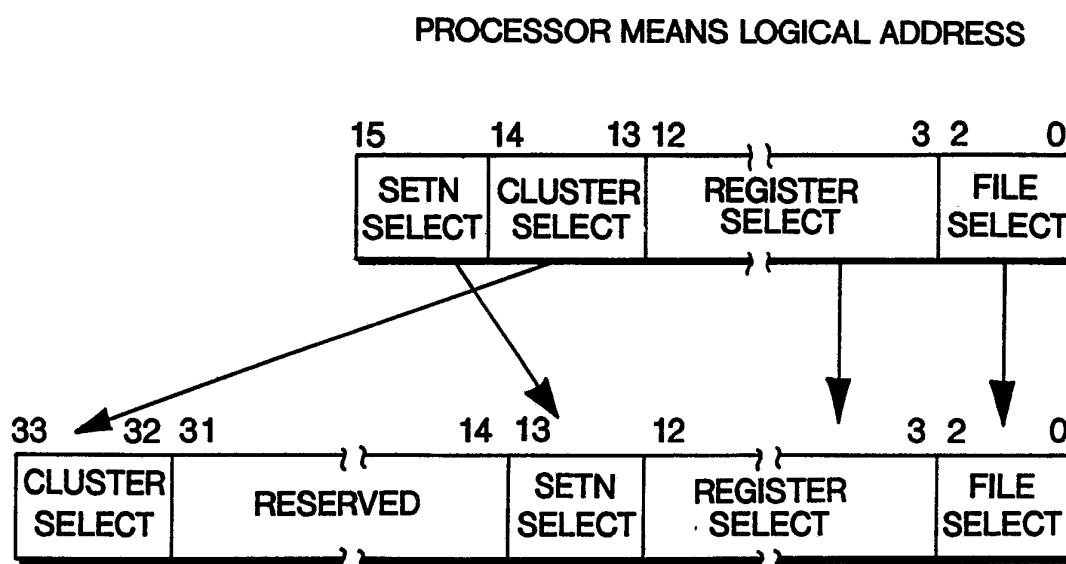 PROCESSOR MEANS LOGICAL ADDRESS
15 14 13 12 3 2 0
SETN CLUSTER REGISTER FILE
SELECT SELECT SELECT SELECT
33 32 31 14 13 12 3 2 0
CLUSTER RESERVED SETN REGISTER FILE
SELECT SELECT SELECT SELECT